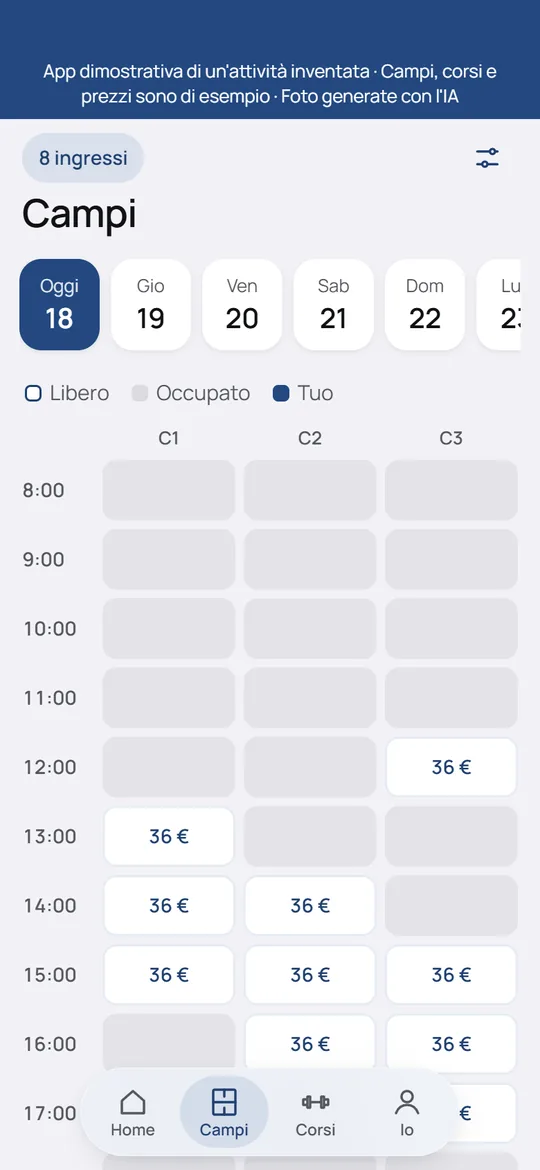 App dimostrativa di un'attività inventata · Campi, corsi e
prezzi sono di esempio · Foto generate con l'IA
8 ingressi
Campi
Oggi Gio Ven Sab Dom Lu
18 19 20 21 22 23
Libero Occupato Tuo
C1 C2 C3
8:00
9:00
10:00
11:00
12:00 36 €
13:00 36 €
14:00 36 € 36 €
15:00 36 € 36 € 36 €
16:00 36 € 36 €
17:00 €
Home Campi Corsi Io